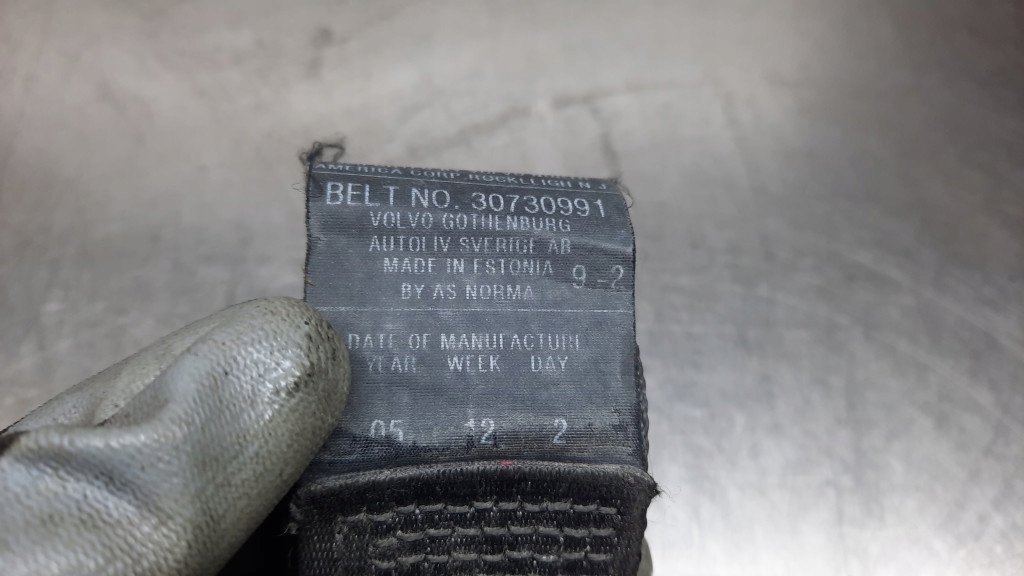 AMERICA CORP ROCKLEIGH N J
BELT NO. 30730991
VOLVO GOTHENBURG
AUTOLIV SVERIGE AB
MADE IN ESTONIA 9 2
BY AS NORMA
DATE OF MANUFACTURE
YEAR WEEK DAY
05 12 2